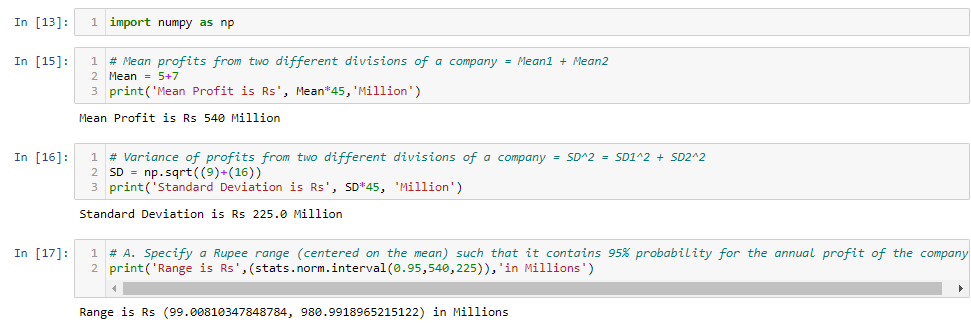 In [13]: 1 import numpy as np
In [15]: 1 # Mean profits from two different divisions of a company = Mean1 + Mean2
2 Mean = 5+7
3 print('Mean Profit is Rs', Mean*45,'Million')
Mean Profit is Rs 540 Million
In [16]: 1 # Variance of profits from two different divisions of a company = SD^2 = SD1^2 + SD2^2
2 SD = np.sqrt((9)+(16))
3 print('Standard Deviation is Rs', SD*45, 'Million')
Standard Deviation is Rs 225.0 Million
In [17]: 1 # A. Specify a Rupee range (centered on the mean) such that it contains 95% probability for the annual profit of the company
2 print('Range is Rs',(stats.norm.interval(0.95,540,225)),'in Millions')
Range is Rs (99.00810347848784, 980.9918965215122) in Millions